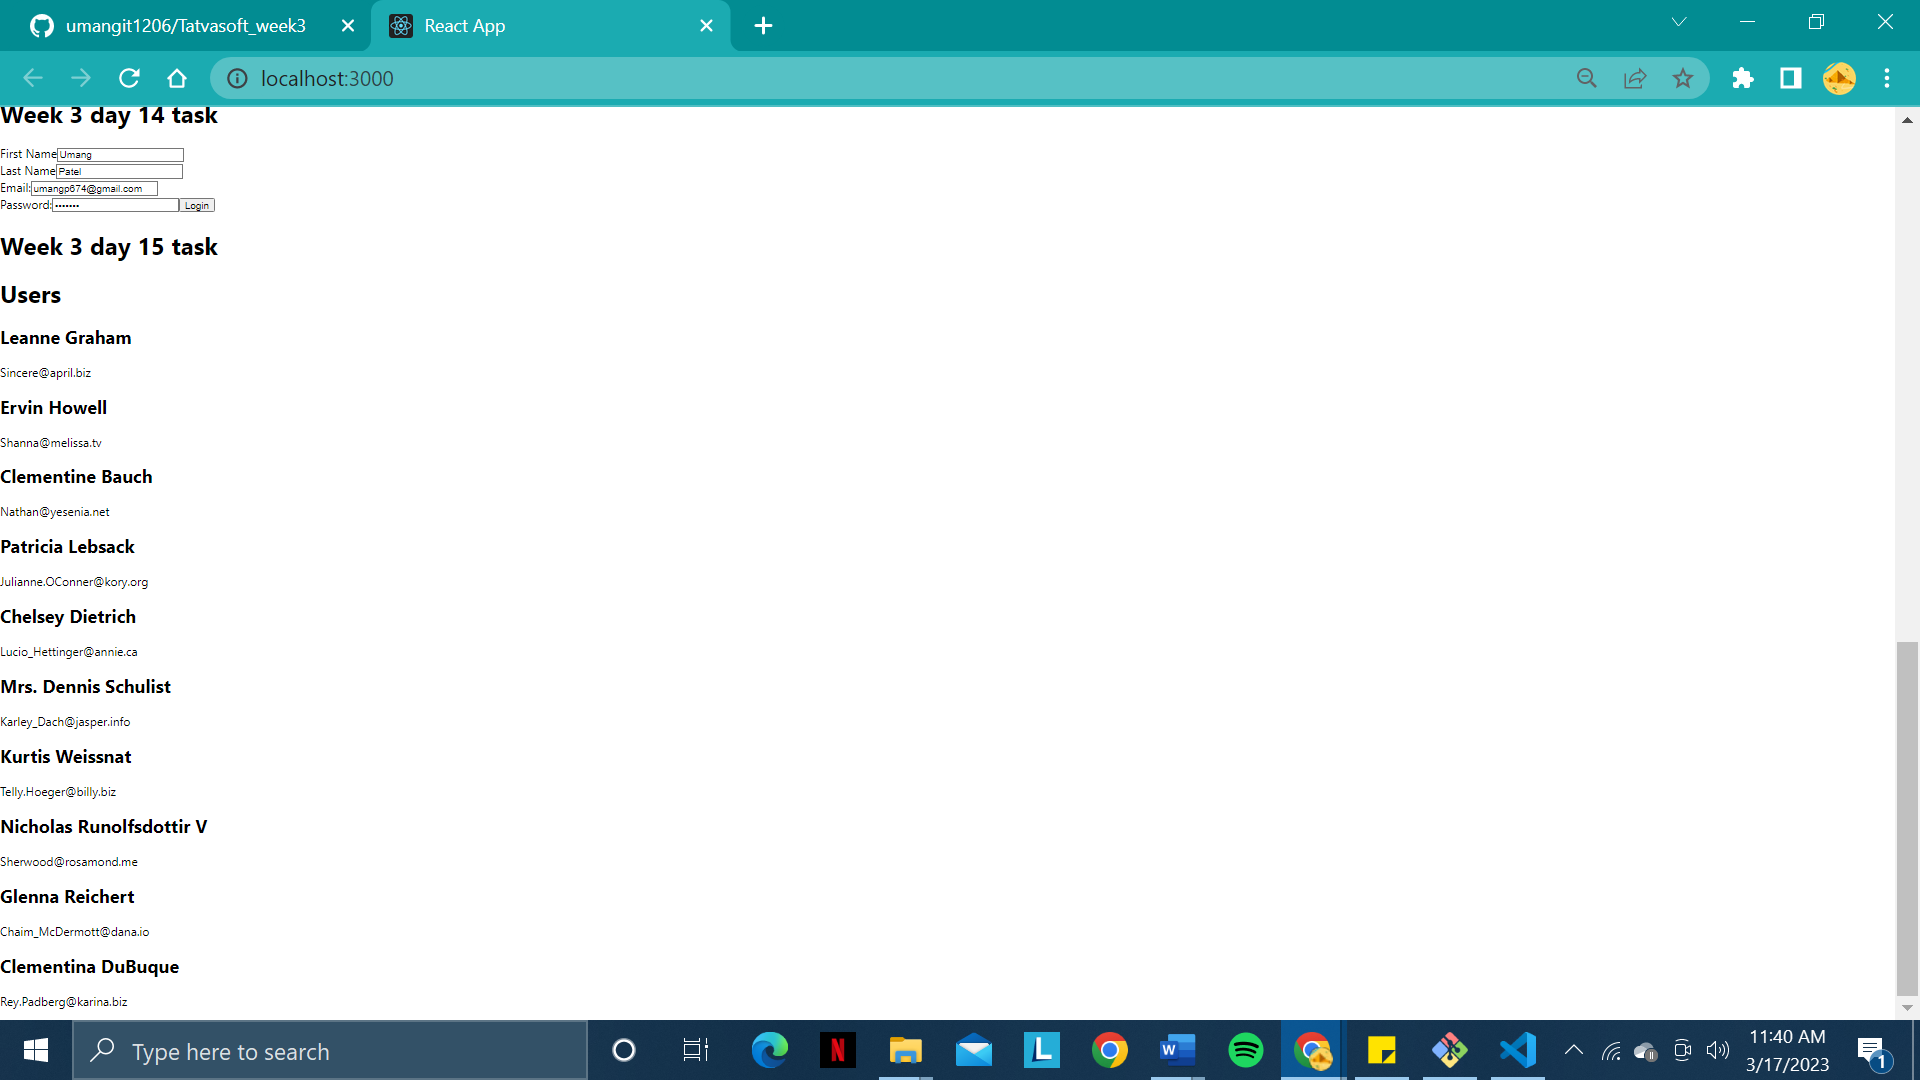 umangit1206/Tatvasoft_week3
React App
localhost:3000
Week 3 day 14 task
First Name Umang
Last Name Patel
Email: umangp674@gmail.com
Password: ••••••• Login
Week 3 day 15 task
Users
Leanne Graham
Sincere@april.biz
Ervin Howell
Shanna@melissa.tv
Clementine Bauch
Nathan@yesenia.net
Patricia Lebsack
Julianne.OConner@kory.org
Chelsey Dietrich
Lucio_Hettinger@annie.ca
Mrs. Dennis Schulist
Karley_Dach@jasper.info
Kurtis Weissnat
Telly.Hoeger@billy.biz
Nicholas Runolfsdottir V
Sherwood@rosamond.me
Glenna Reichert
Chaim_McDermott@dana.io
Clementina DuBuque
Rey.Padberg@karina.biz
Type here to search
N
L
W
11:40 AM
3/17/2023
1